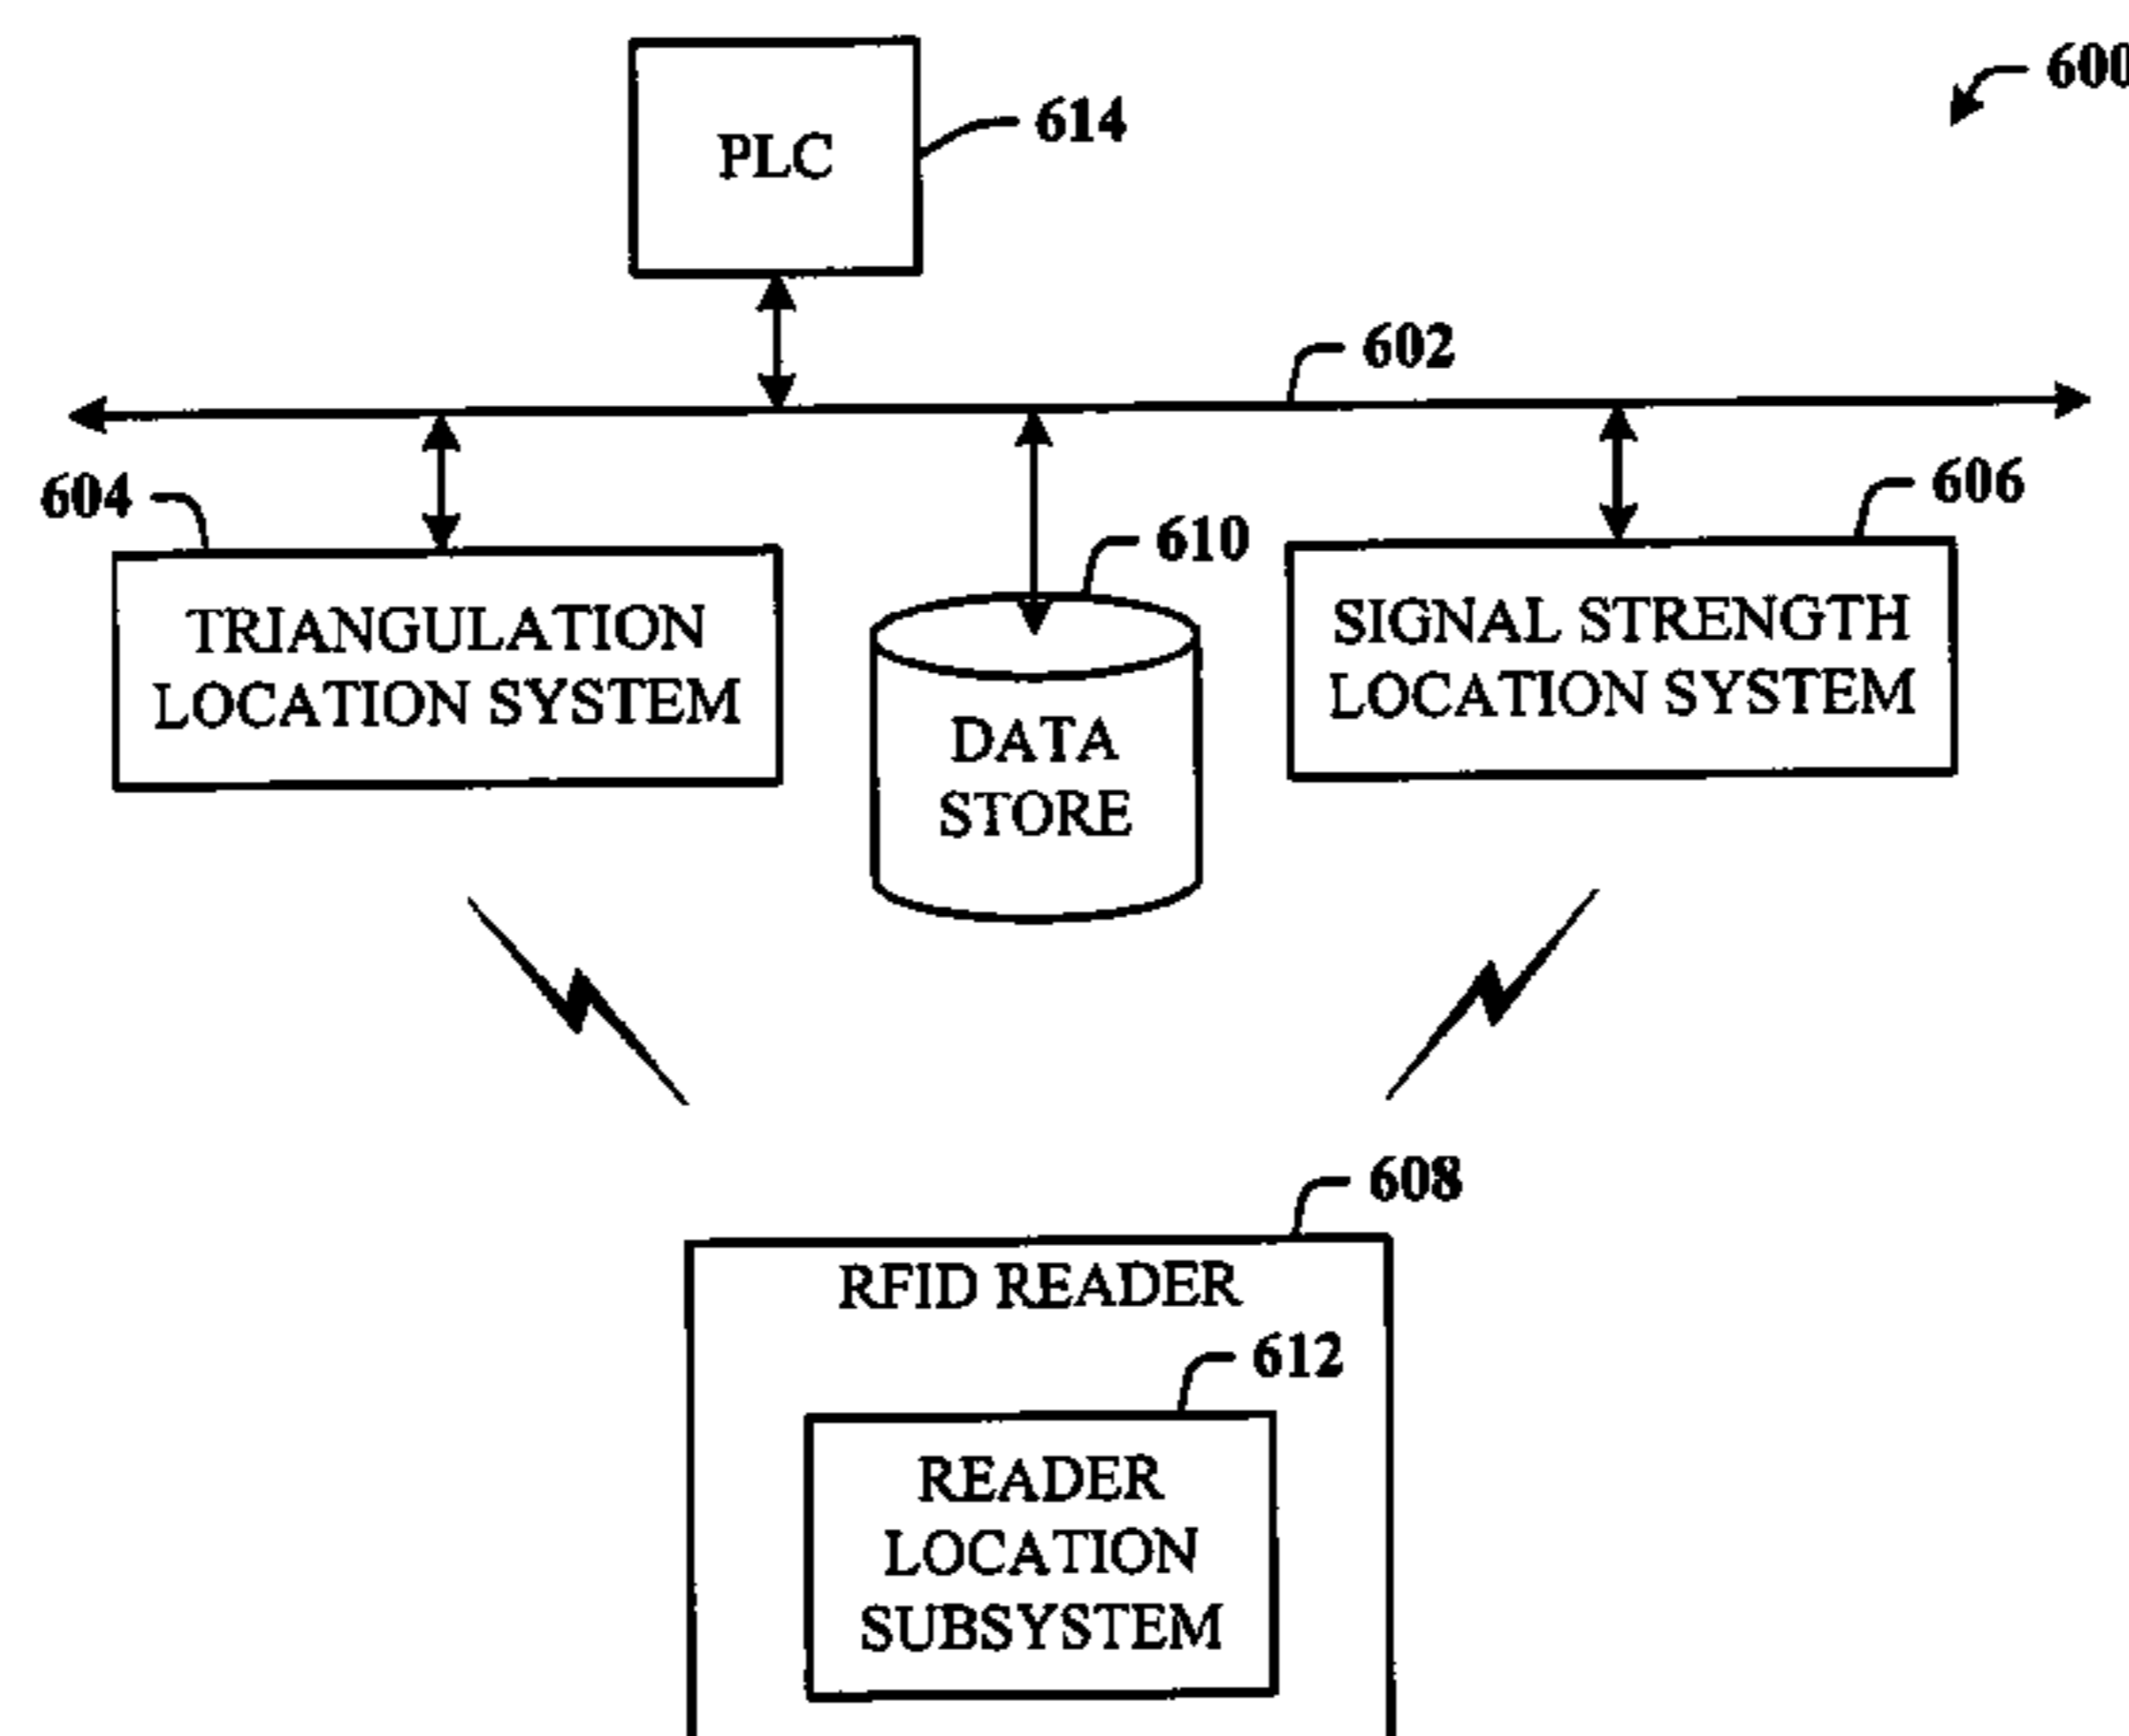 600
PLC
614
602
604
610
606
TRIANGULATION
LOCATION SYSTEM
DATA
STORE
SIGNAL STRENGTH
LOCATION SYSTEM
608
RFID READER
612
READER
LOCATION
SUBSYSTEM